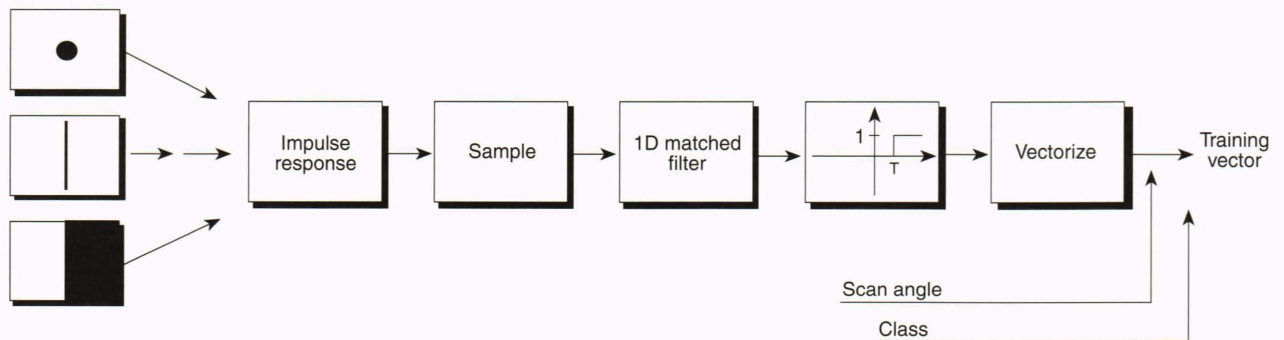 Impulse
response
Sample
1D matched
filter
1
T
Vectorize
Training
vector
Scan angle
Class